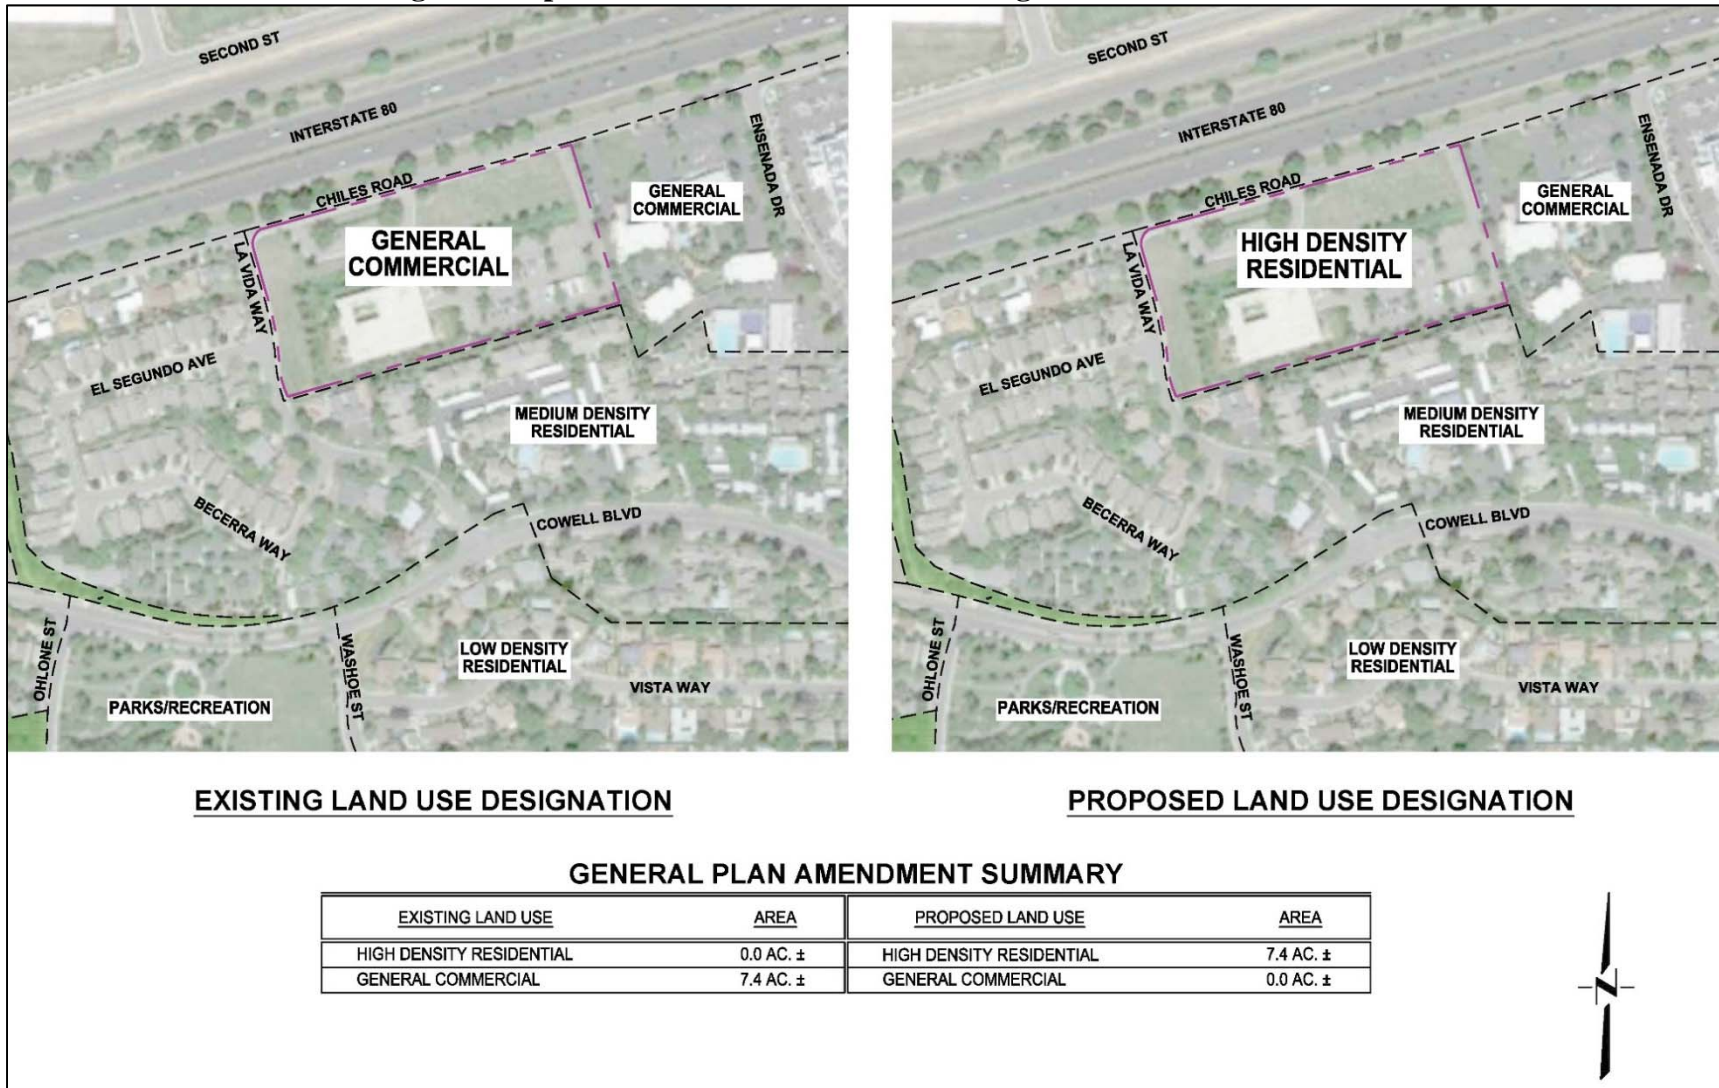 SECOND ST
INTERSTATE 80
CHILES ROAD
ENSENADA DR
GENERAL
COMMERCIAL
GENERAL
COMMERCIAL
LA VIDA WAY
EL SEGUNDO AVE
MEDIUM DENSITY
RESIDENTIAL
BECERRA WAY
COWELL BLVD
OHLONE ST
WASHOE ST
LOW DENSITY
RESIDENTIAL
VISTA WAY
PARKS/RECREATION
EXISTING LAND USE DESIGNATION
SECOND ST
INTERSTATE 80
CHILES ROAD
ENSENADA DR
GENERAL
COMMERCIAL
HIGH DENSITY
RESIDENTIAL
LA VIDA WAY
EL SEGUNDO AVE
MEDIUM DENSITY
RESIDENTIAL
BECERRA WAY
COWELL BLVD
OHLONE ST
WASHOE ST
LOW DENSITY
RESIDENTIAL
VISTA WAY
PARKS/RECREATION
PROPOSED LAND USE DESIGNATION
GENERAL PLAN AMENDMENT SUMMARY
EXISTING LAND USE AREA PROPOSED LAND USE AREA
HIGH DENSITY RESIDENTIAL 0.0 AC. ± HIGH DENSITY RESIDENTIAL 7.4 AC. ±
GENERAL COMMERCIAL 7.4 AC. ± GENERAL COMMERCIAL 0.0 AC. ±
N